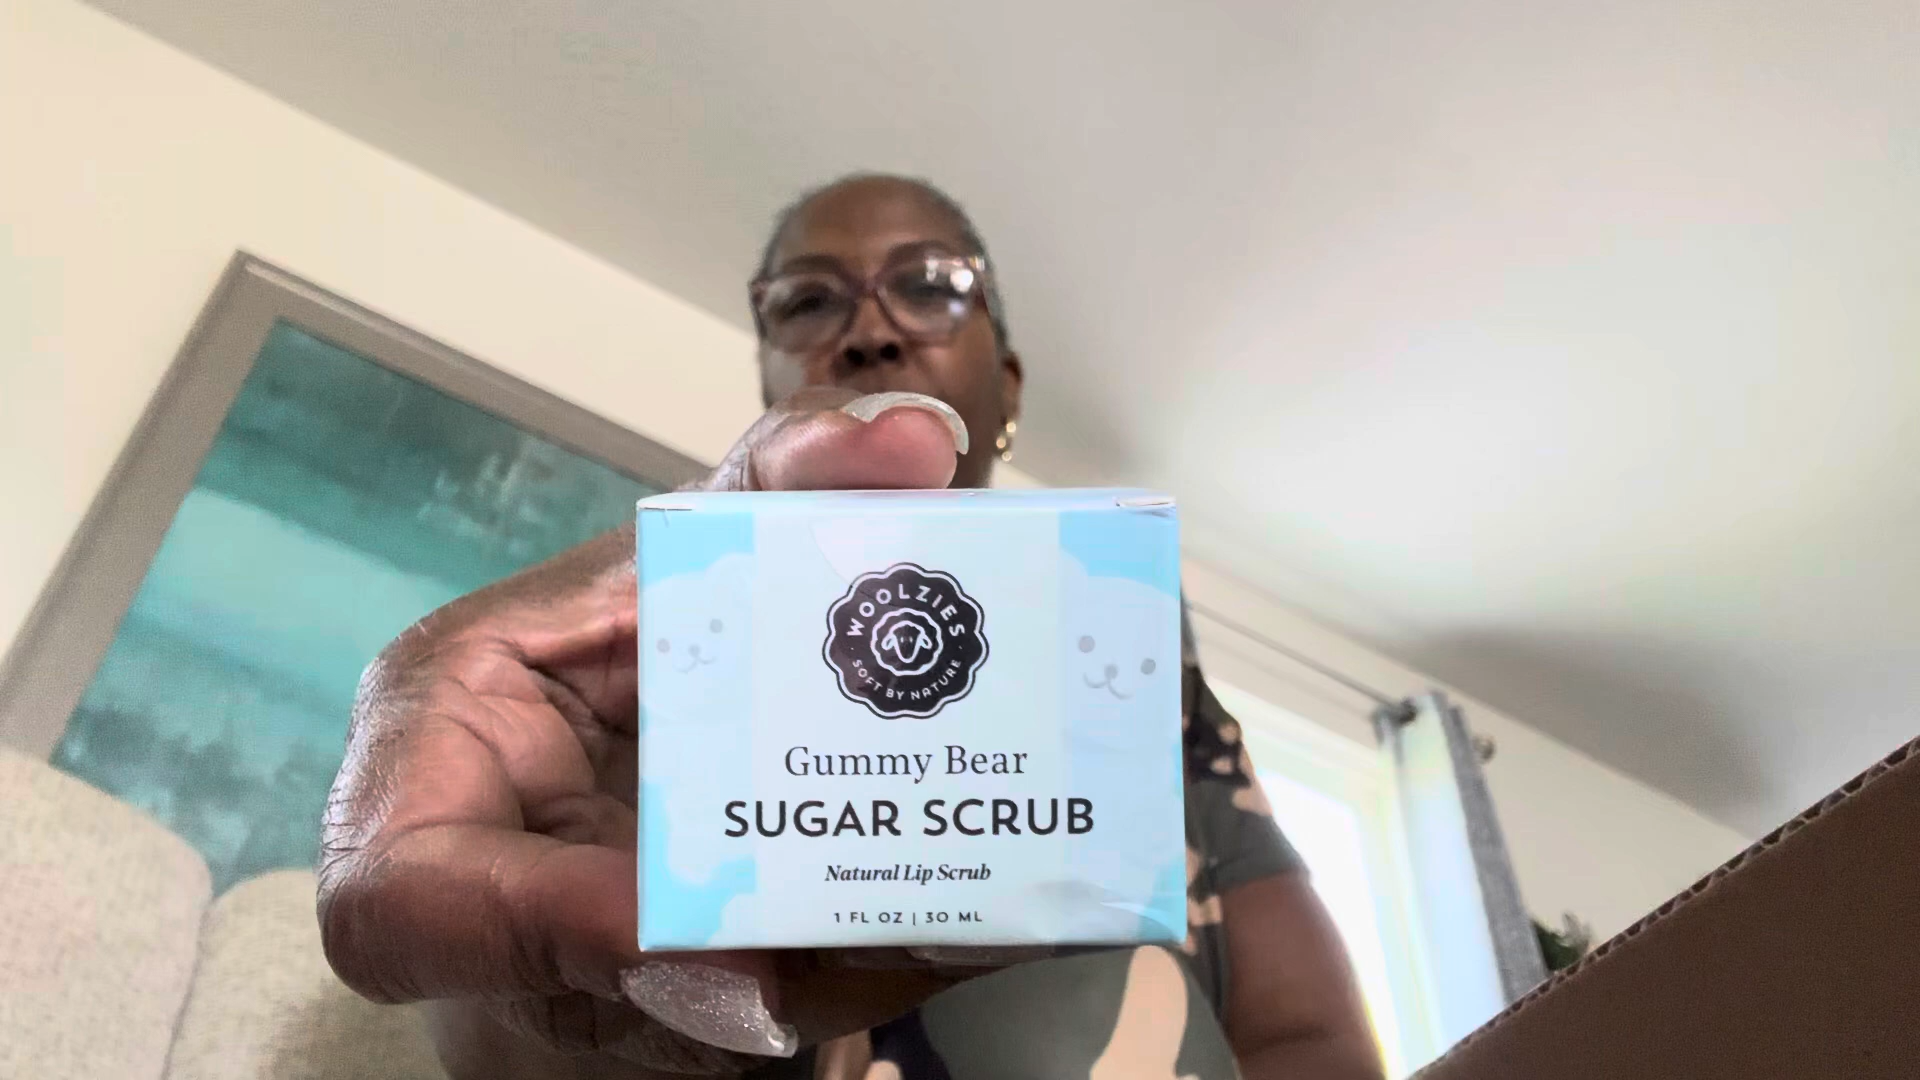 WOOLZIES
SOFT BY NATURE
Gummy Bear
SUGAR SCRUB
Natural Lip Scrub
1 FL OZ | 30 ML